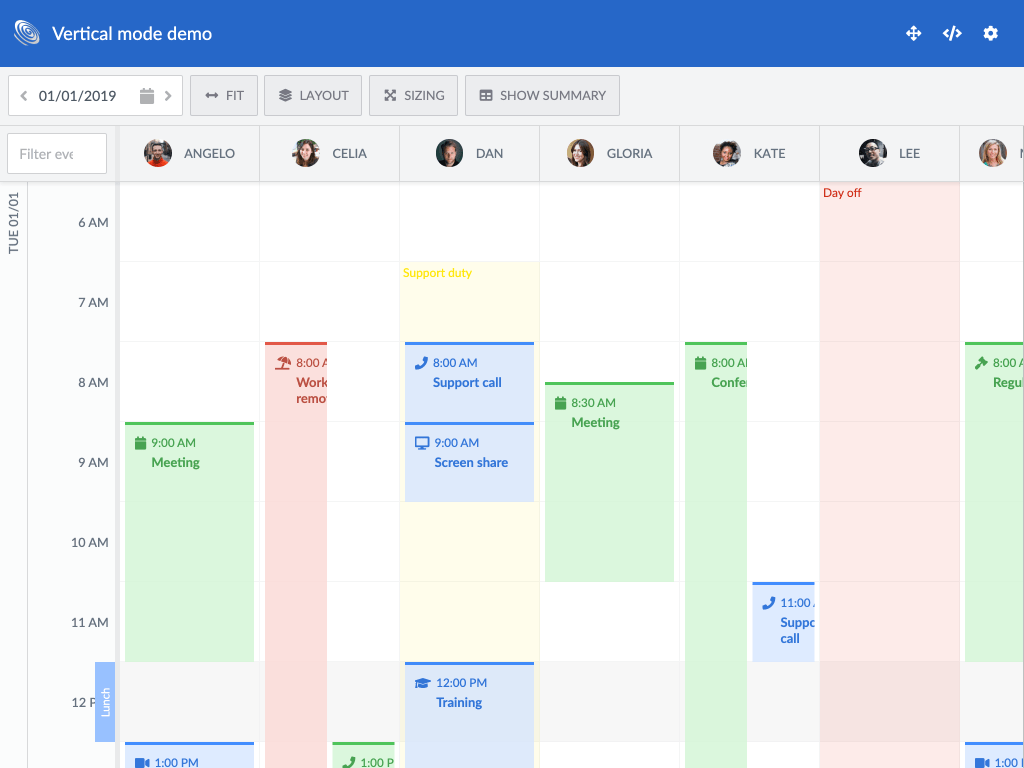 Vertical mode demo
01/01/2019
FIT
LAYOUT
SIZING
SHOW SUMMARY
Filter eve
ANGELO
CELIA
DAN
GLORIA
KATE
LEE
TUE 01/01
6 AM
Day off
Support duty
7 AM
8 AM
8:00 A
Work
remo
8:00 AM
Support call
8:30 AM
Meeting
8:00 A
Confe
8:00 A
Regu
9 AM
9:00 AM
Meeting
9:00 AM
Screen share
10 AM
11 AM
11:00
Suppo
call
12 P
Lunch
12:00 PM
Training
1:00 PM
1:00 P
1:00